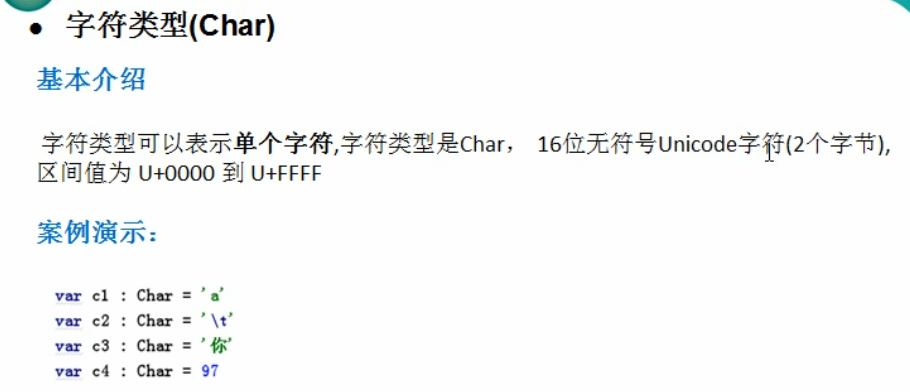 ● 字符类型(Char)
基本介绍
字符类型可以表示单个字符,字符类型是Char， 16位无符号Unicode字符(2个字节),
区间值为 U+0000 到 U+FFFF
案例演示：
var c1 : Char = 'a'
var c2 : Char = '\t'
var c3 : Char = '你'
var c4 : Char = 97